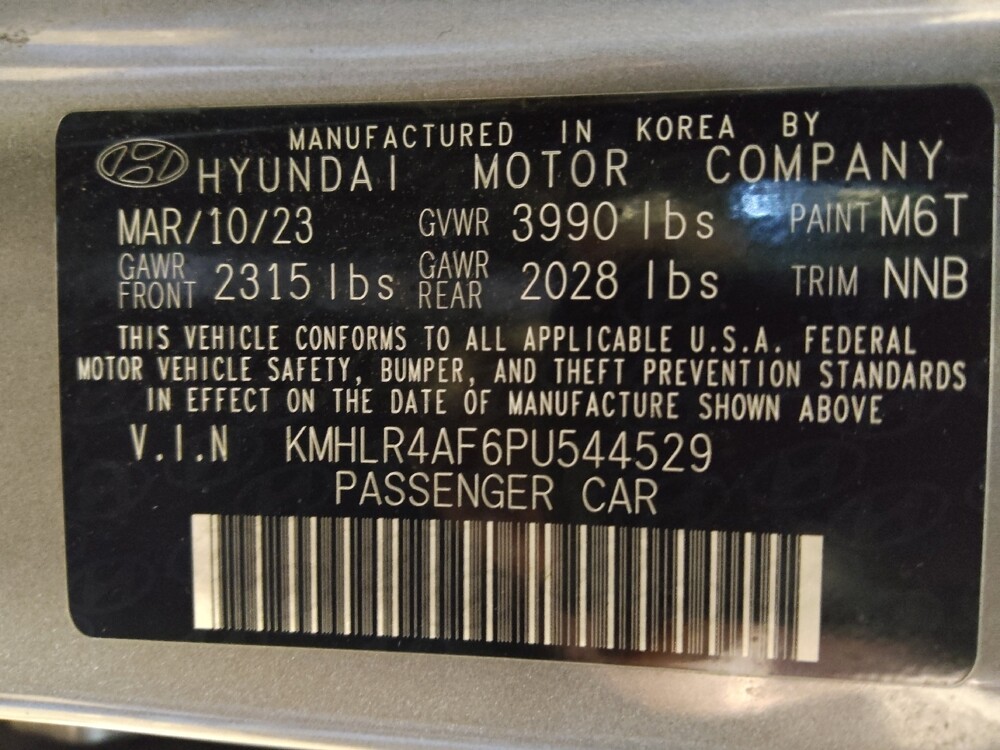 MANUFACTURED IN KOREA BY
HYUNDAI MOTOR COMPANY
MAR/10/23 GVWR 3990 lbs PAINT M6T
GAWR FRONT 2315 lbs GAWR REAR 2028 lbs TRIM NNB
THIS VEHICLE CONFORMS TO ALL APPLICABLE U.S.A. FEDERAL
MOTOR VEHICLE SAFETY, BUMPER, AND THEFT PREVENTION STANDARDS
IN EFFECT ON THE DATE OF MANUFACTURE SHOWN ABOVE
V.I.N KMHLR4AF6PU544529
PASSENGER CAR